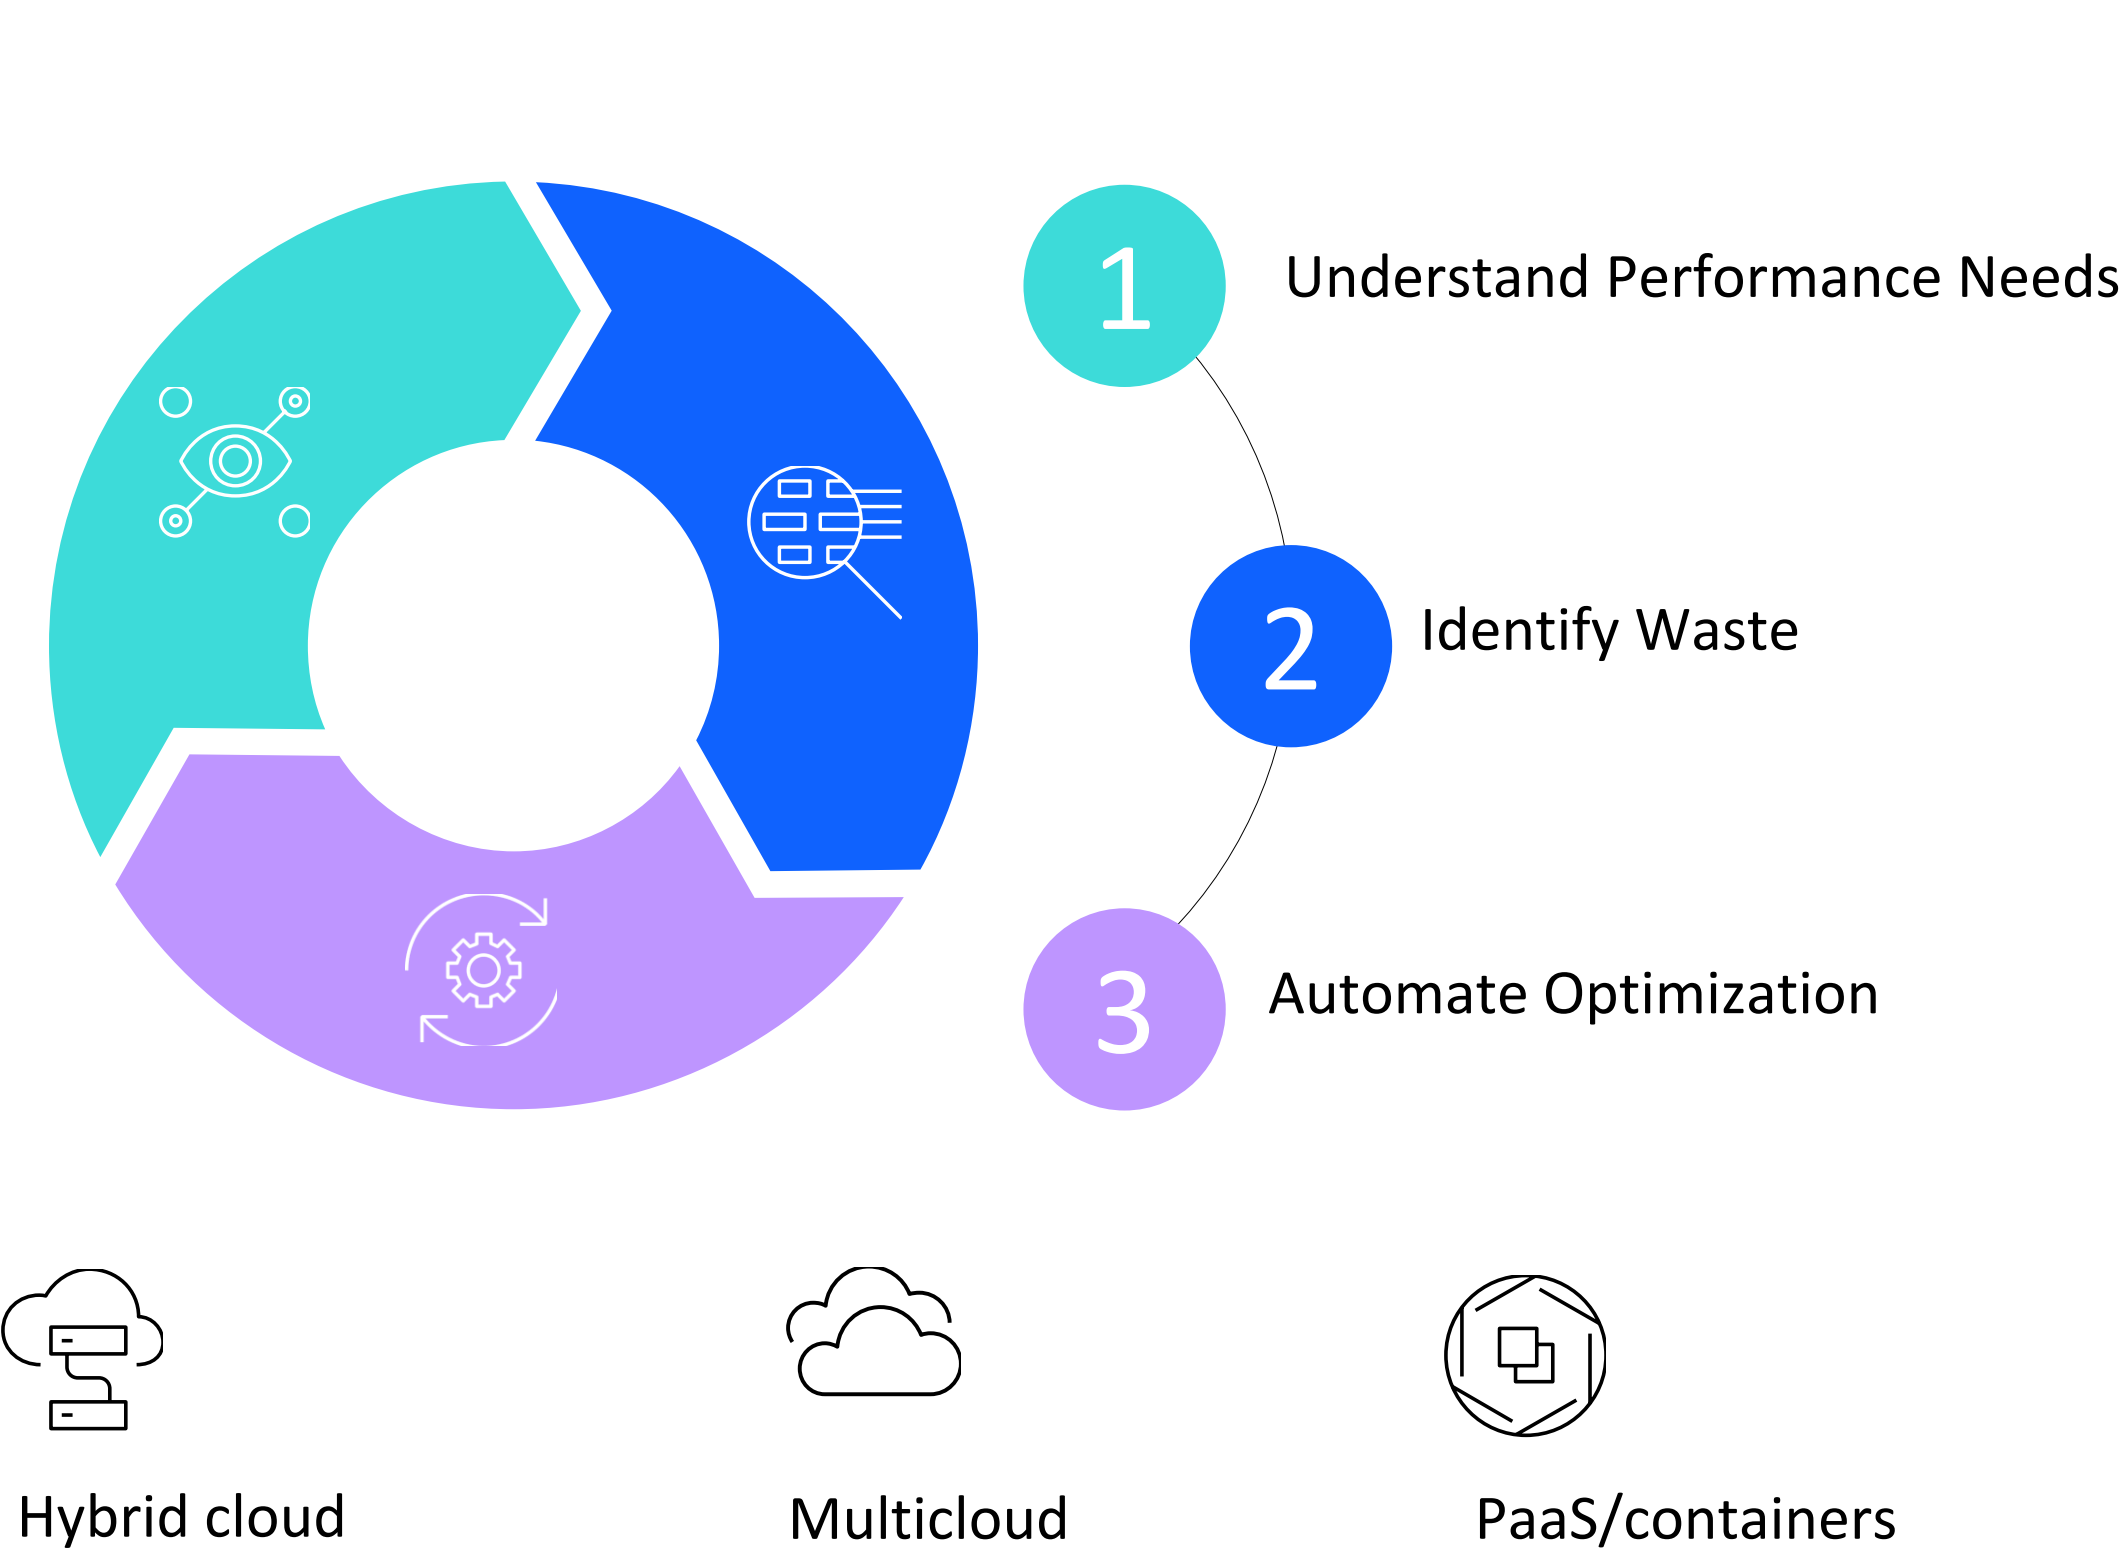 1
Understand Performance Needs
2
Identify Waste
3
Automate Optimization
Hybrid cloud
Multicloud
PaaS/containers